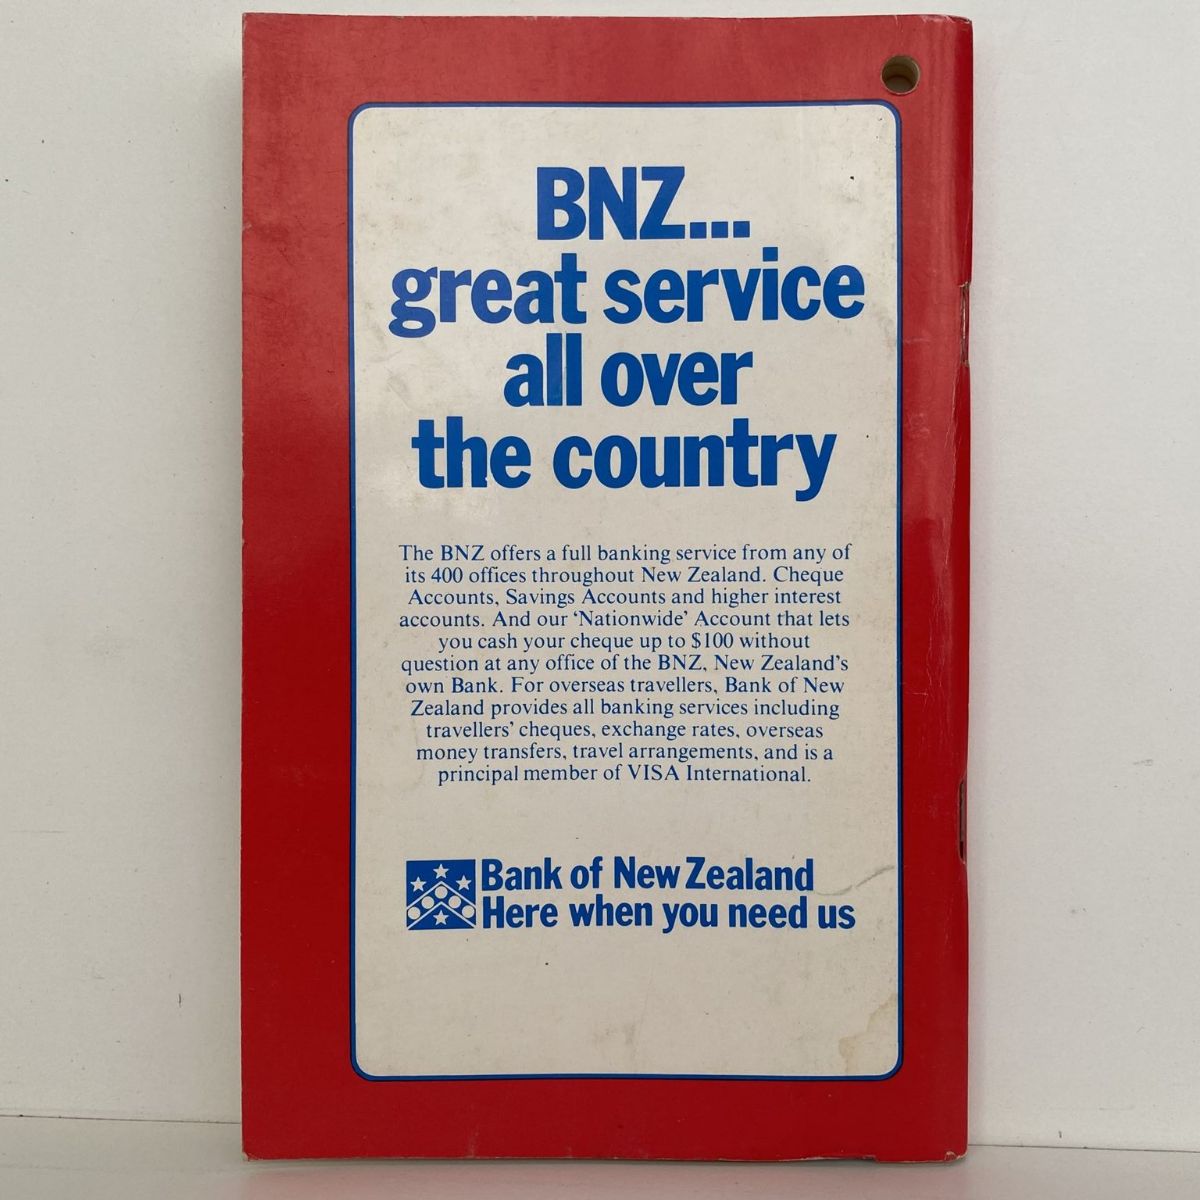 BNZ...
great service
all over
the country
The BNZ offers a full banking service from any of
its 400 offices throughout New Zealand. Cheque
Accounts, Savings Accounts and higher interest
accounts. And our ‘Nationwide’ Account that lets
you cash your cheque up to $100 without
question at any office of the BNZ, New Zealand’s
own Bank. For overseas travellers, Bank of New
Zealand provides all banking services including
travellers’ cheques, exchange rates, overseas
money transfers, travel arrangements, and is a
principal member of VISA International.
Bank of New Zealand
Here when you need us